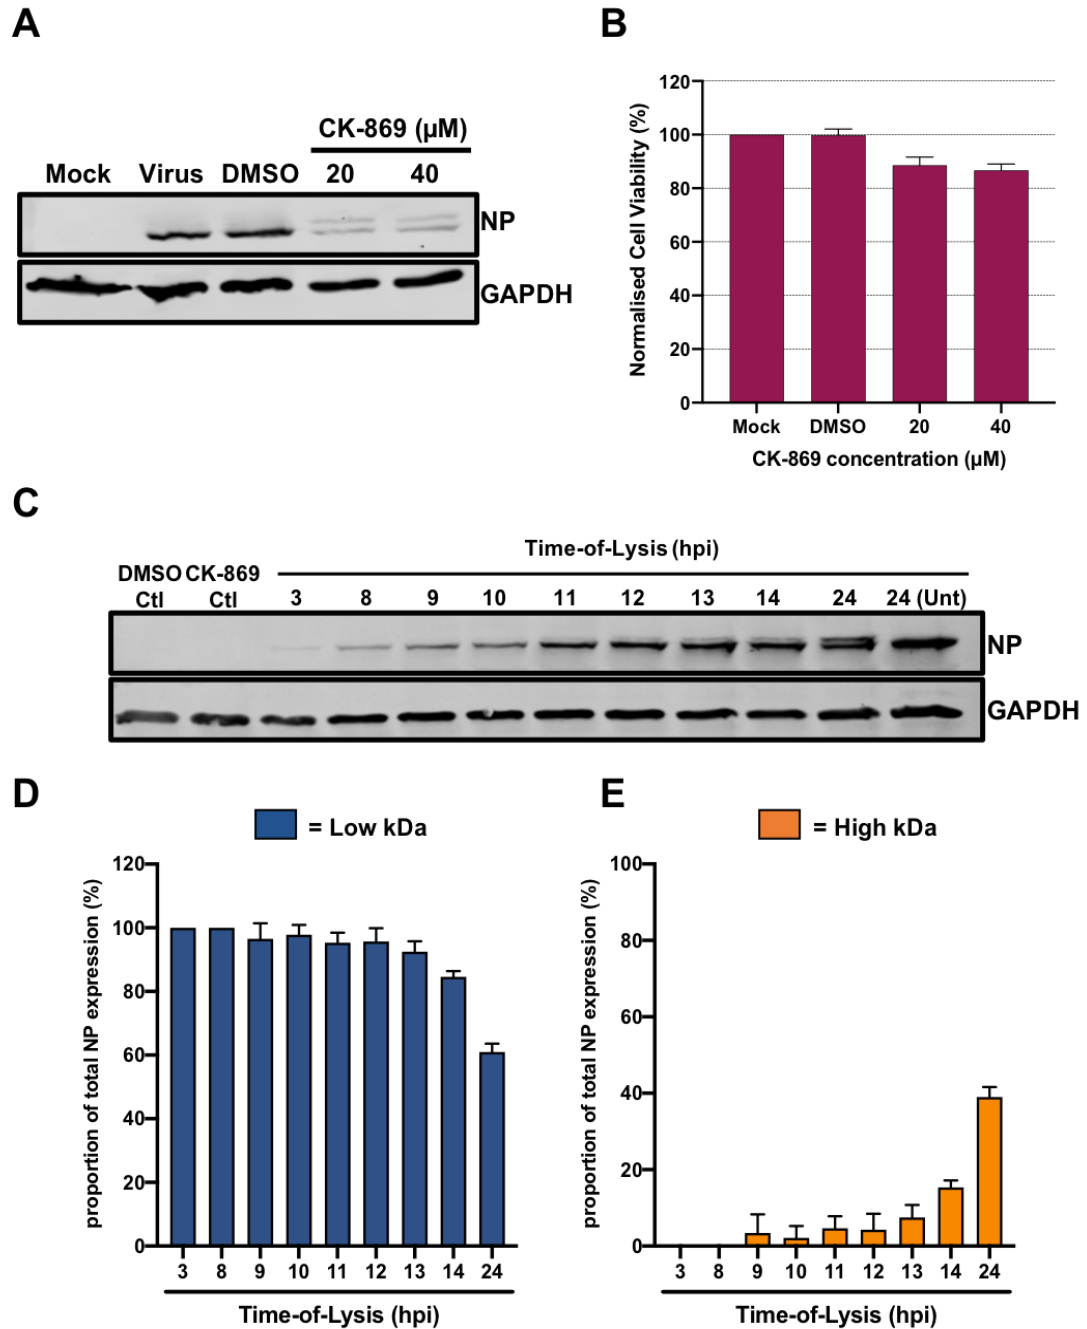 A
CK-869 (µM)
Mock Virus DMSO 20 40
NP
GAPDH
B
Normalised Cell Viability (%)
120
100
80
60
40
20
0
Mock DMSO 20 40
CK-869 concentration (µM)
C
Time-of-Lysis (hpi)
DMSO CK-869
Ctl Ctl 3 8 9 10 11 12 13 14 24 24 (Unt)
NP
GAPDH
D
= Low kDa
proportion of total NP expression (%)
120
100
80
60
40
20
0
3 8 9 10 11 12 13 14 24
Time-of-Lysis (hpi)
E
= High kDa
proportion of total NP expression (%)
100
80
60
40
20
0
3 8 9 10 11 12 13 14 24
Time-of-Lysis (hpi)